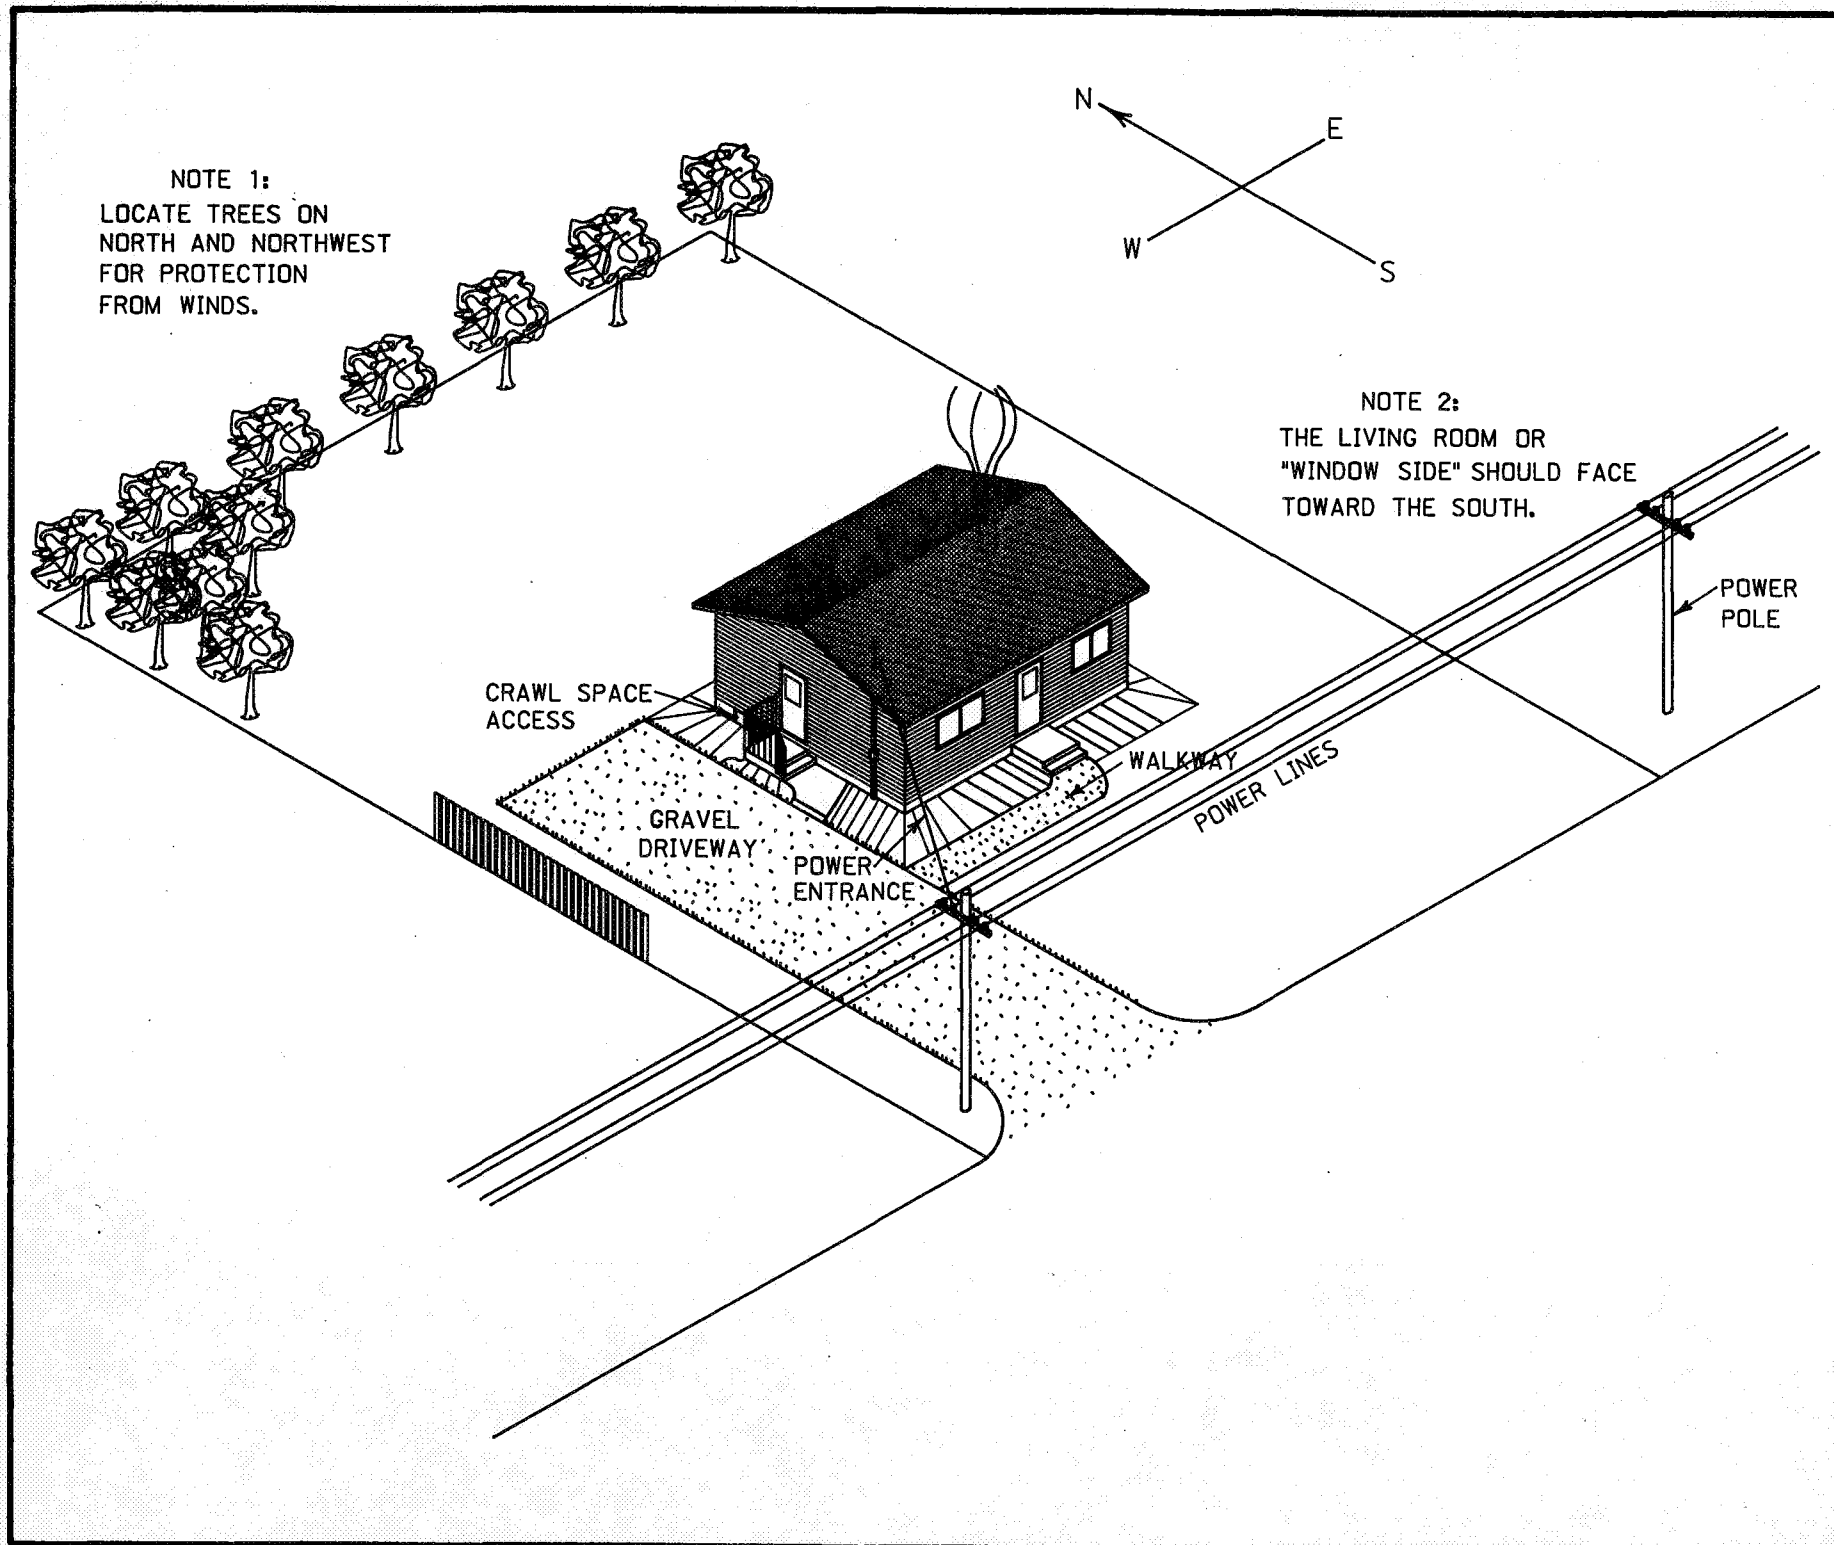 N
E
W
S
NOTE 1:
LOCATE TREES ON
NORTH AND NORTHWEST
FOR PROTECTION
FROM WINDS.
NOTE 2:
THE LIVING ROOM OR
"WINDOW SIDE" SHOULD FACE
TOWARD THE SOUTH.
POWER
POLE
CRAWL SPACE
ACCESS
WALKWAY
POWER LINES
GRAVEL
DRIVEWAY
POWER
ENTRANCE